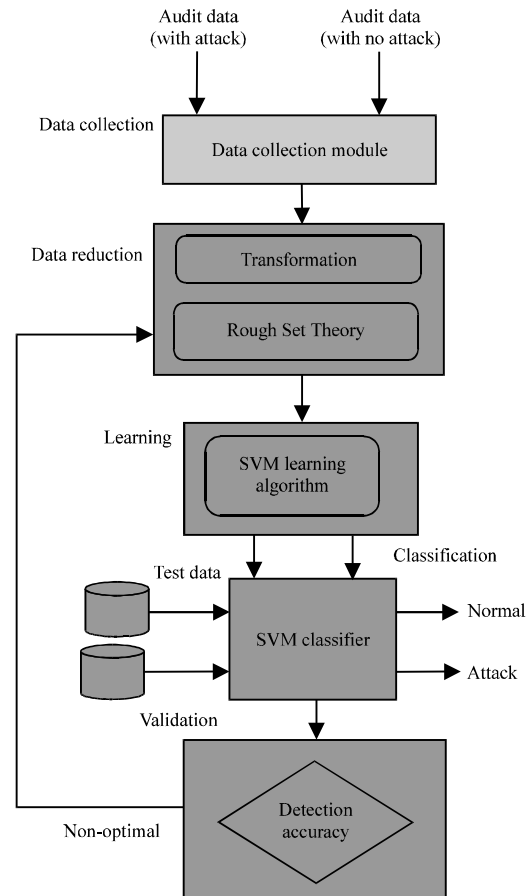 Audit data
(with attack)
Audit data
(with no attack)
Data collection
Data collection module
Data reduction
Transformation
Rough Set Theory
Learning
SVM learning
algorithm
Classification
Test data
Normal
SVM classifier
Attack
Validation
Detection
accuracy
Non-optimal